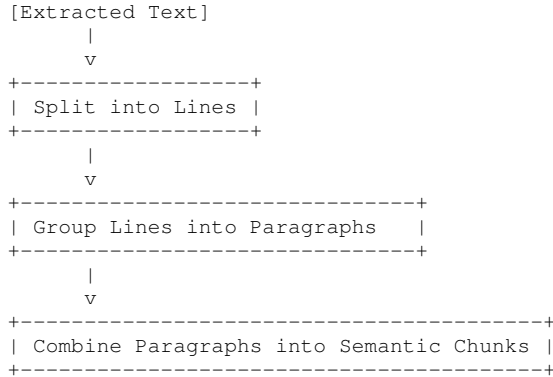 [Extracted Text]
|
v
+------------------+
| Split into Lines |
+------------------+
|
v
+-------------------------------+
| Group Lines into Paragraphs   |
+-------------------------------+
|
v
+-----------------------------------------+
| Combine Paragraphs into Semantic Chunks |
+-----------------------------------------+